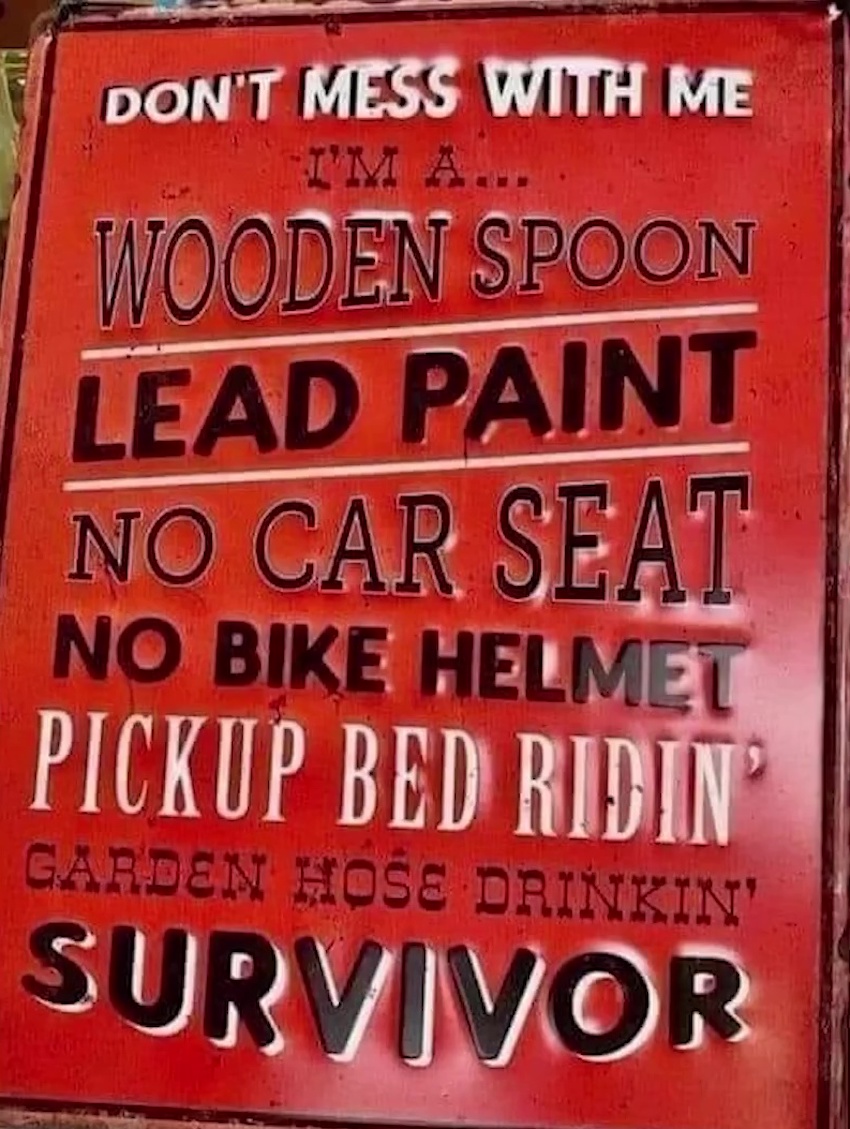 DON'T MESS WITH ME
I'M A...
WOODEN SPOON
LEAD PAINT
NO CAR SEAT
NO BIKE HELMET
PICKUP BED RIDIN'
GARDEN HOSE DRINKIN'
SURVIVOR